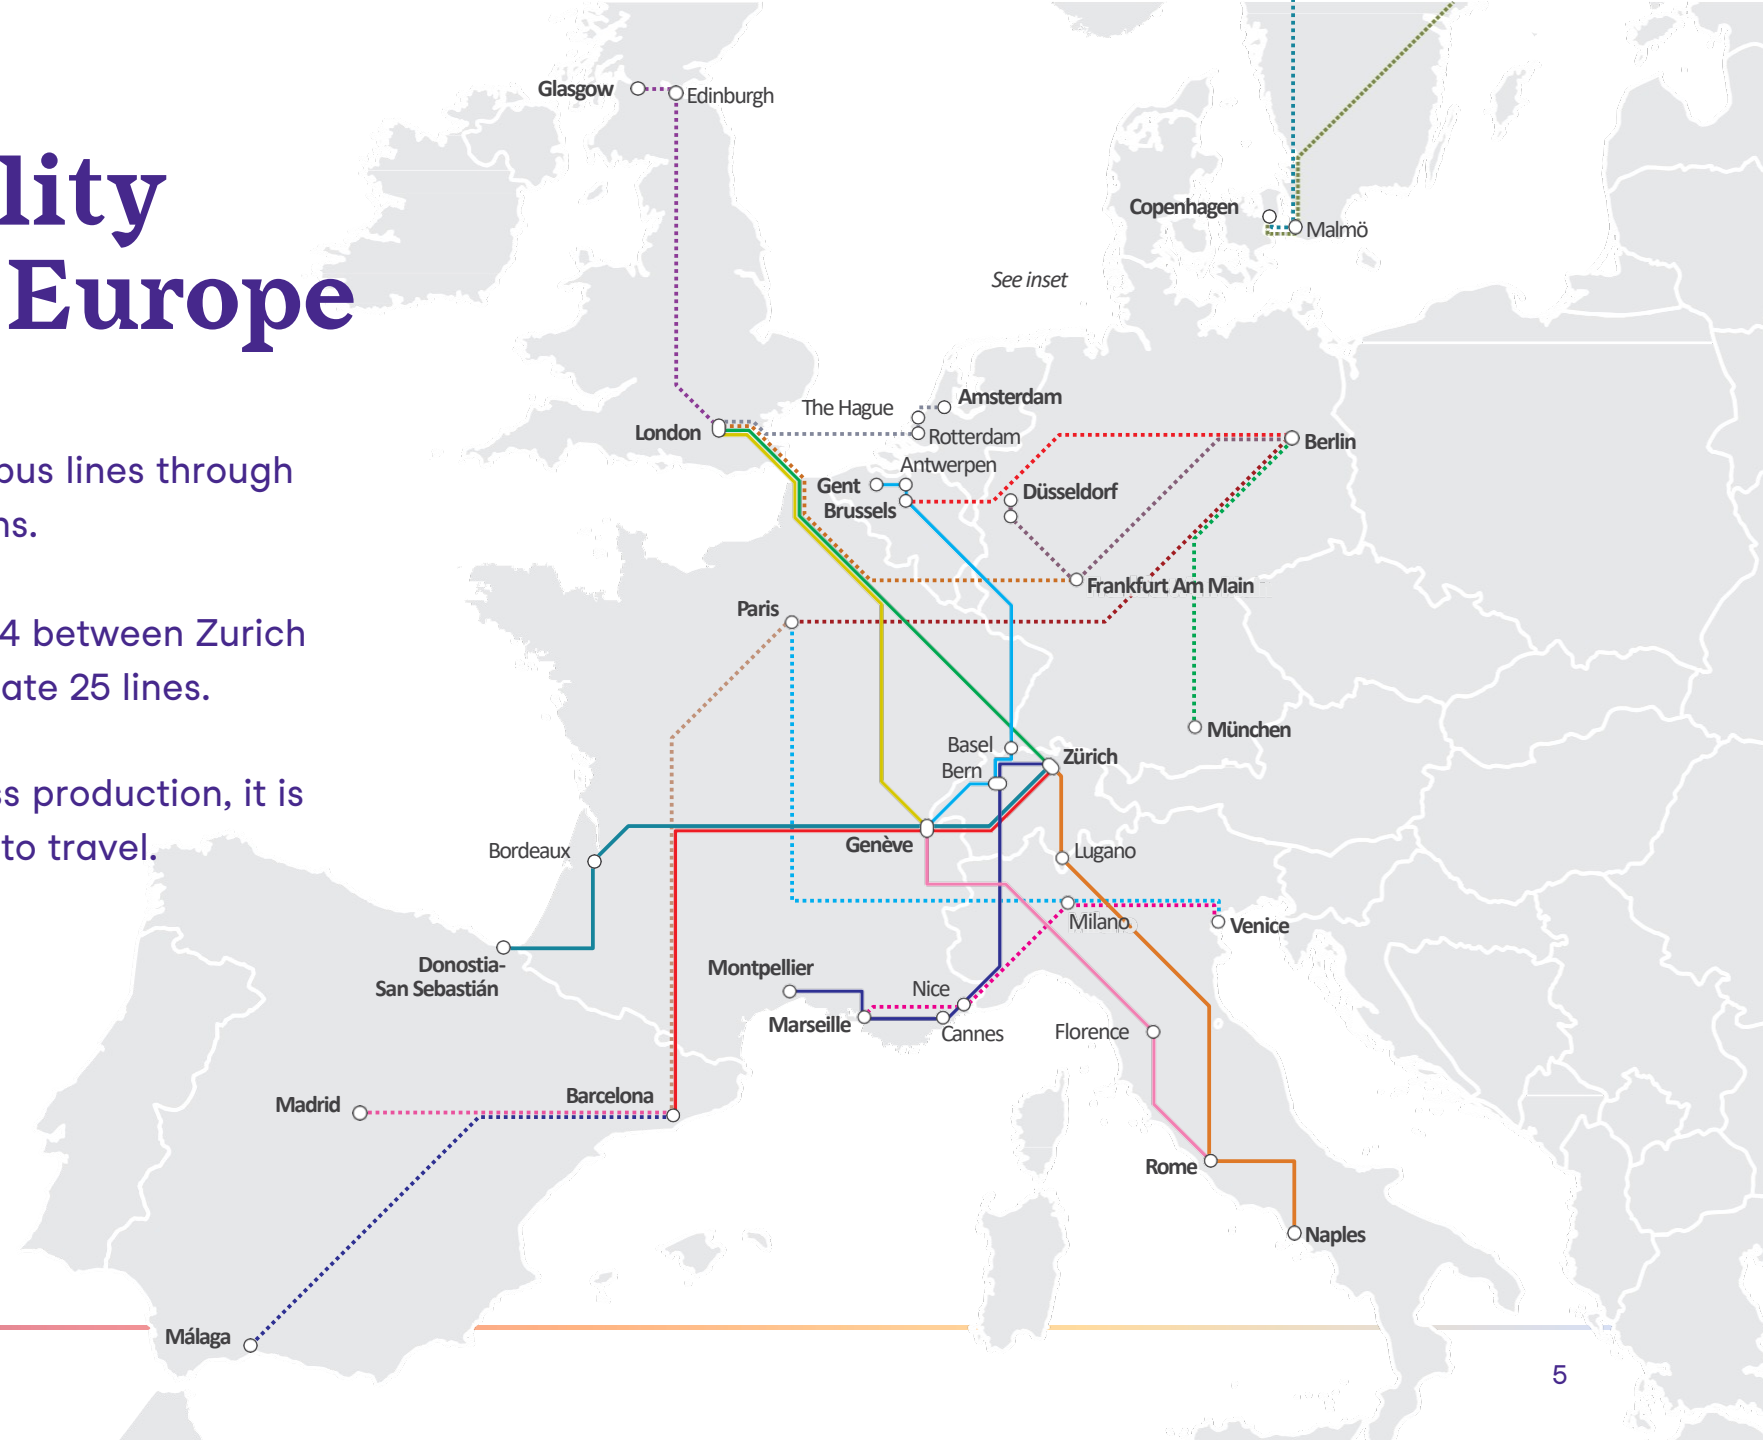 lity
Europe
bus lines through
ns.
4 between Zurich
ate 25 lines.
ss production, it is
to travel.
Glasgow
Edinburgh
Copenhagen
Malmö
See inset
The Hague
Amsterdam
London
Rotterdam
Berlin
Antwerpen
Gent
Düsseldorf
Brussels
Frankfurt Am Main
Paris
München
Basel
Zürich
Bern
Genève
Bordeaux
Lugano
Milano
Venice
Donostia-
San Sebastián
Montpellier
Nice
Marseille
Cannes
Florence
Madrid
Barcelona
Rome
Naples
Málaga
5